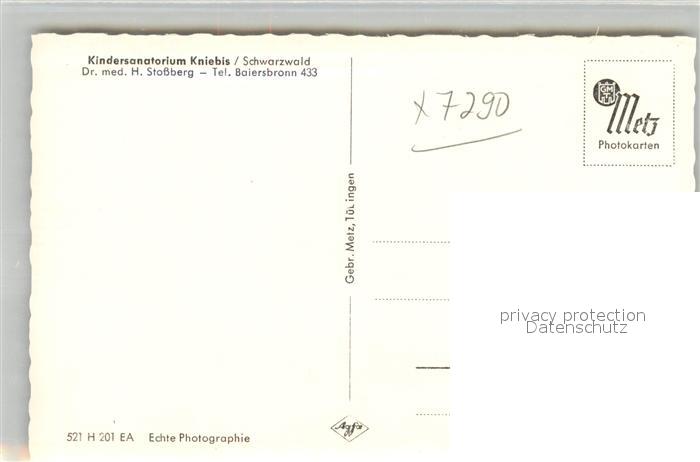 Kindersanatorium Kniebis / Schwarzwald
Dr. med. H. Stoßberg – Tel. Baiersbronn 433
x 7290
GM
Metz
Photokarten
Gebr. Metz, Tübingen
privacy protection
Datenschutz
Agfa
521 H 201 EA Echte Photographie